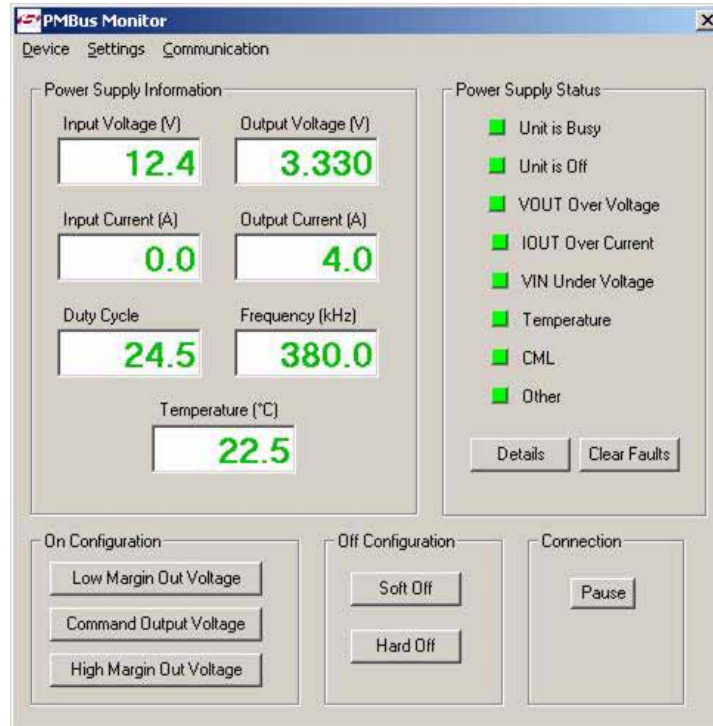 PMBus Monitor
Device Settings Communication
Power Supply Information
Input Voltage (V) Output Voltage (V)
12.4 3.330
Input Current (A) Output Current (A)
0.0 4.0
Duty Cycle Frequency (kHz)
24.5 380.0
Temperature (°C)
22.5
Power Supply Status
Unit is Busy
Unit is Off
VOUT Over Voltage
IOUT Over Current
VIN Under Voltage
Temperature
CML
Other
Details Clear Faults
On Configuration
Low Margin Out Voltage
Command Output Voltage
High Margin Out Voltage
Off Configuration
Soft Off
Hard Off
Connection
Pause